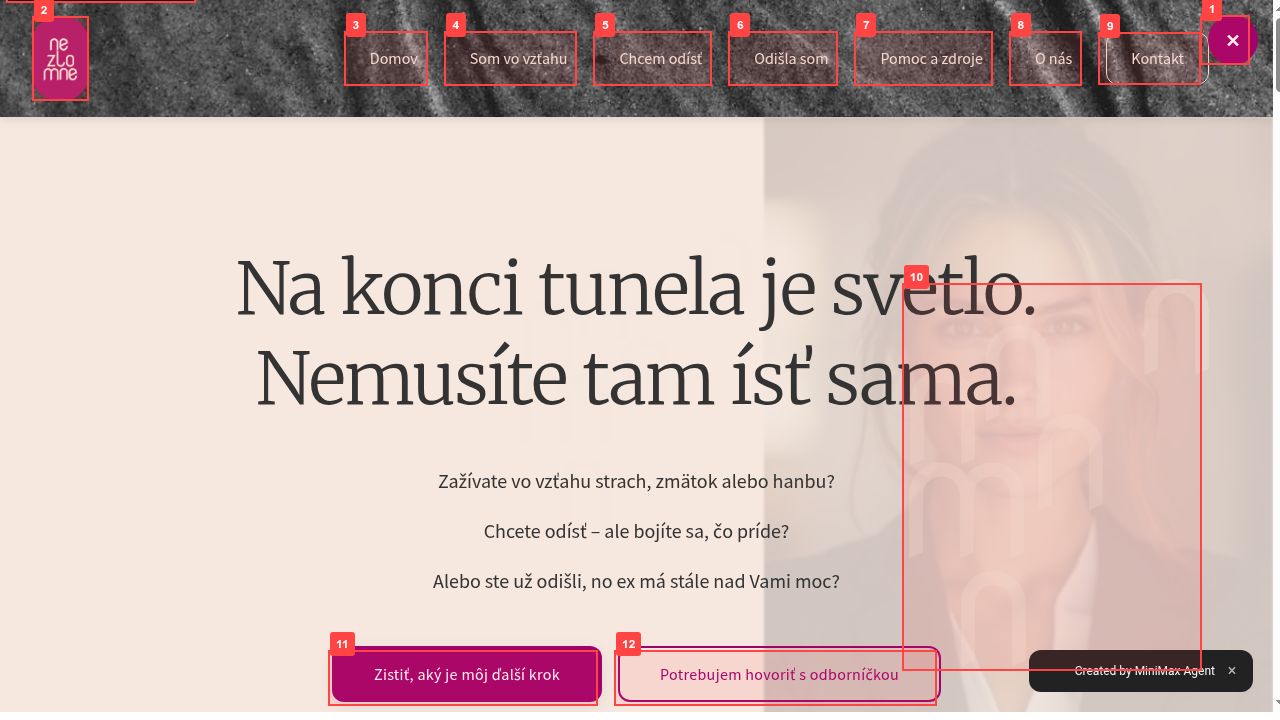 ne
zlo
mne
Domov
Som vo vzťahu
Chcem odísť
Odišla som
Pomoc a zdroje
O nás
Kontakt
×
1
2
3
4
5
6
7
8
9
10
11
12
Na konci tunela je svetlo.
Nemusíte tam ísť sama.
Zažívate vo vzťahu strach, zmätok alebo hanbu?
Chcete odísť – ale bojíte sa, čo príde?
Alebo ste už odišli, no ex má stále nad Vami moc?
Zistiť, aký je môj ďalší krok
Potrebujem hovoriť s odborníčkou
Created by MiniMax Agent ×